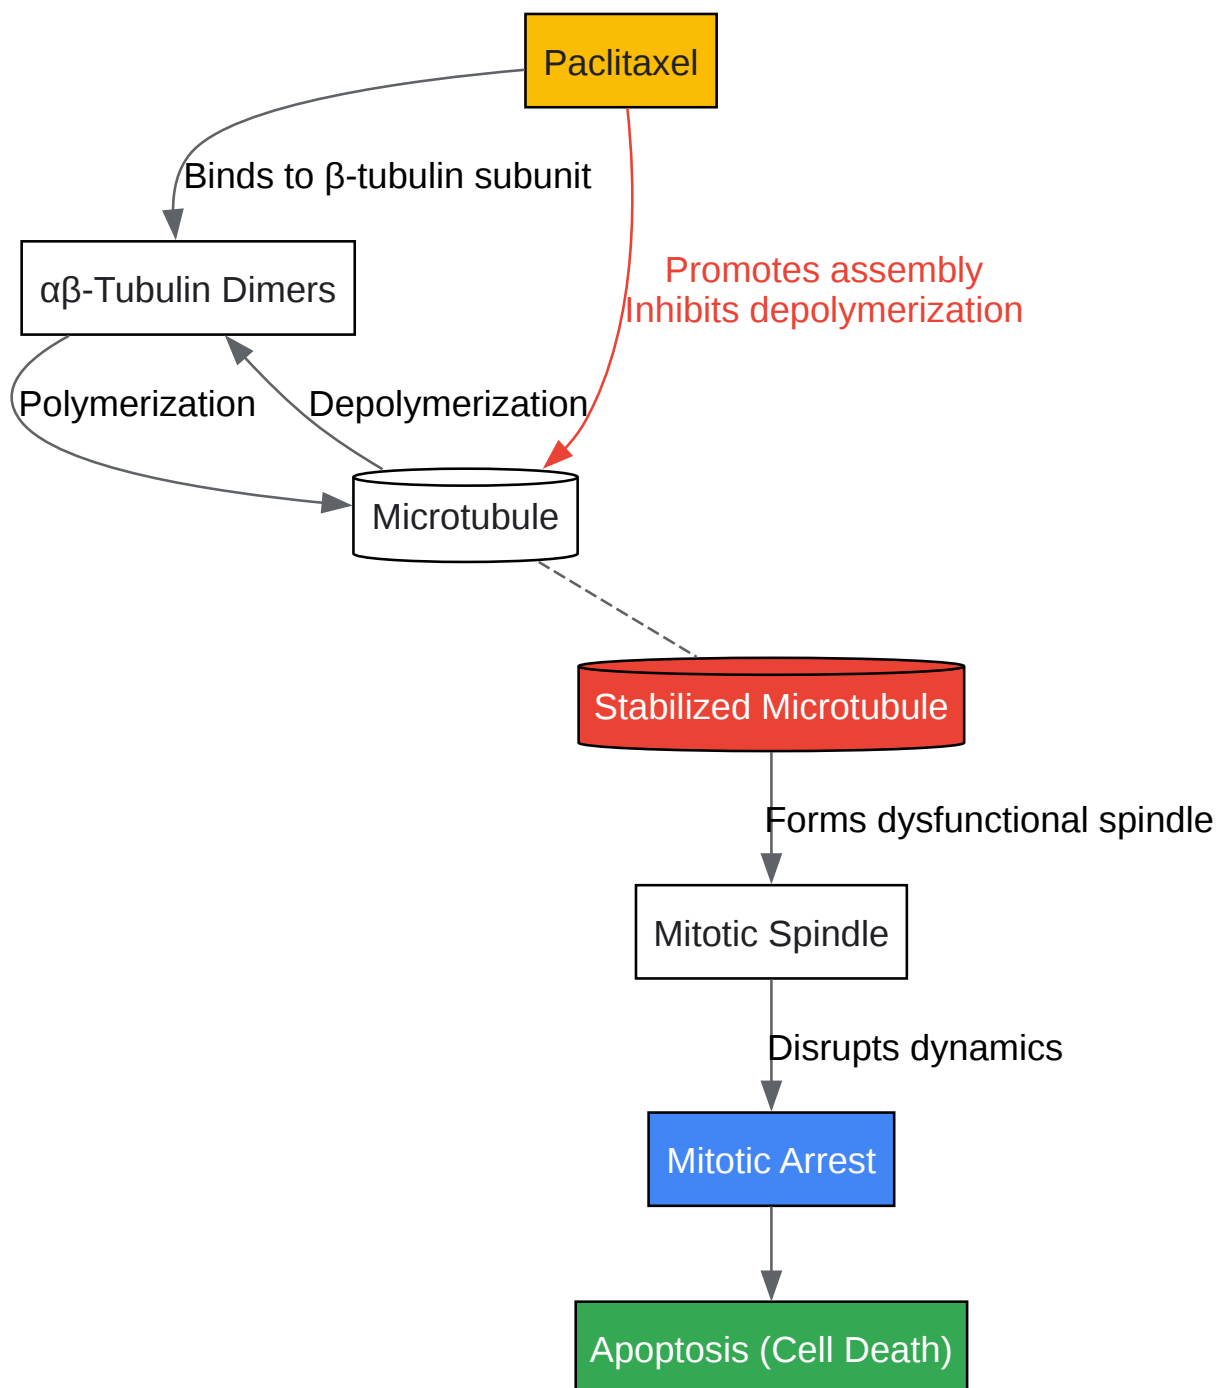 Paclitaxel
Binds to β-tubulin subunit
Promotes assembly
Inhibits depolymerization
αβ-Tubulin Dimers
Polymerization
Depolymerization
Microtubule
Stabilized Microtubule
Forms dysfunctional spindle
Mitotic Spindle
Disrupts dynamics
Mitotic Arrest
Apoptosis (Cell Death)